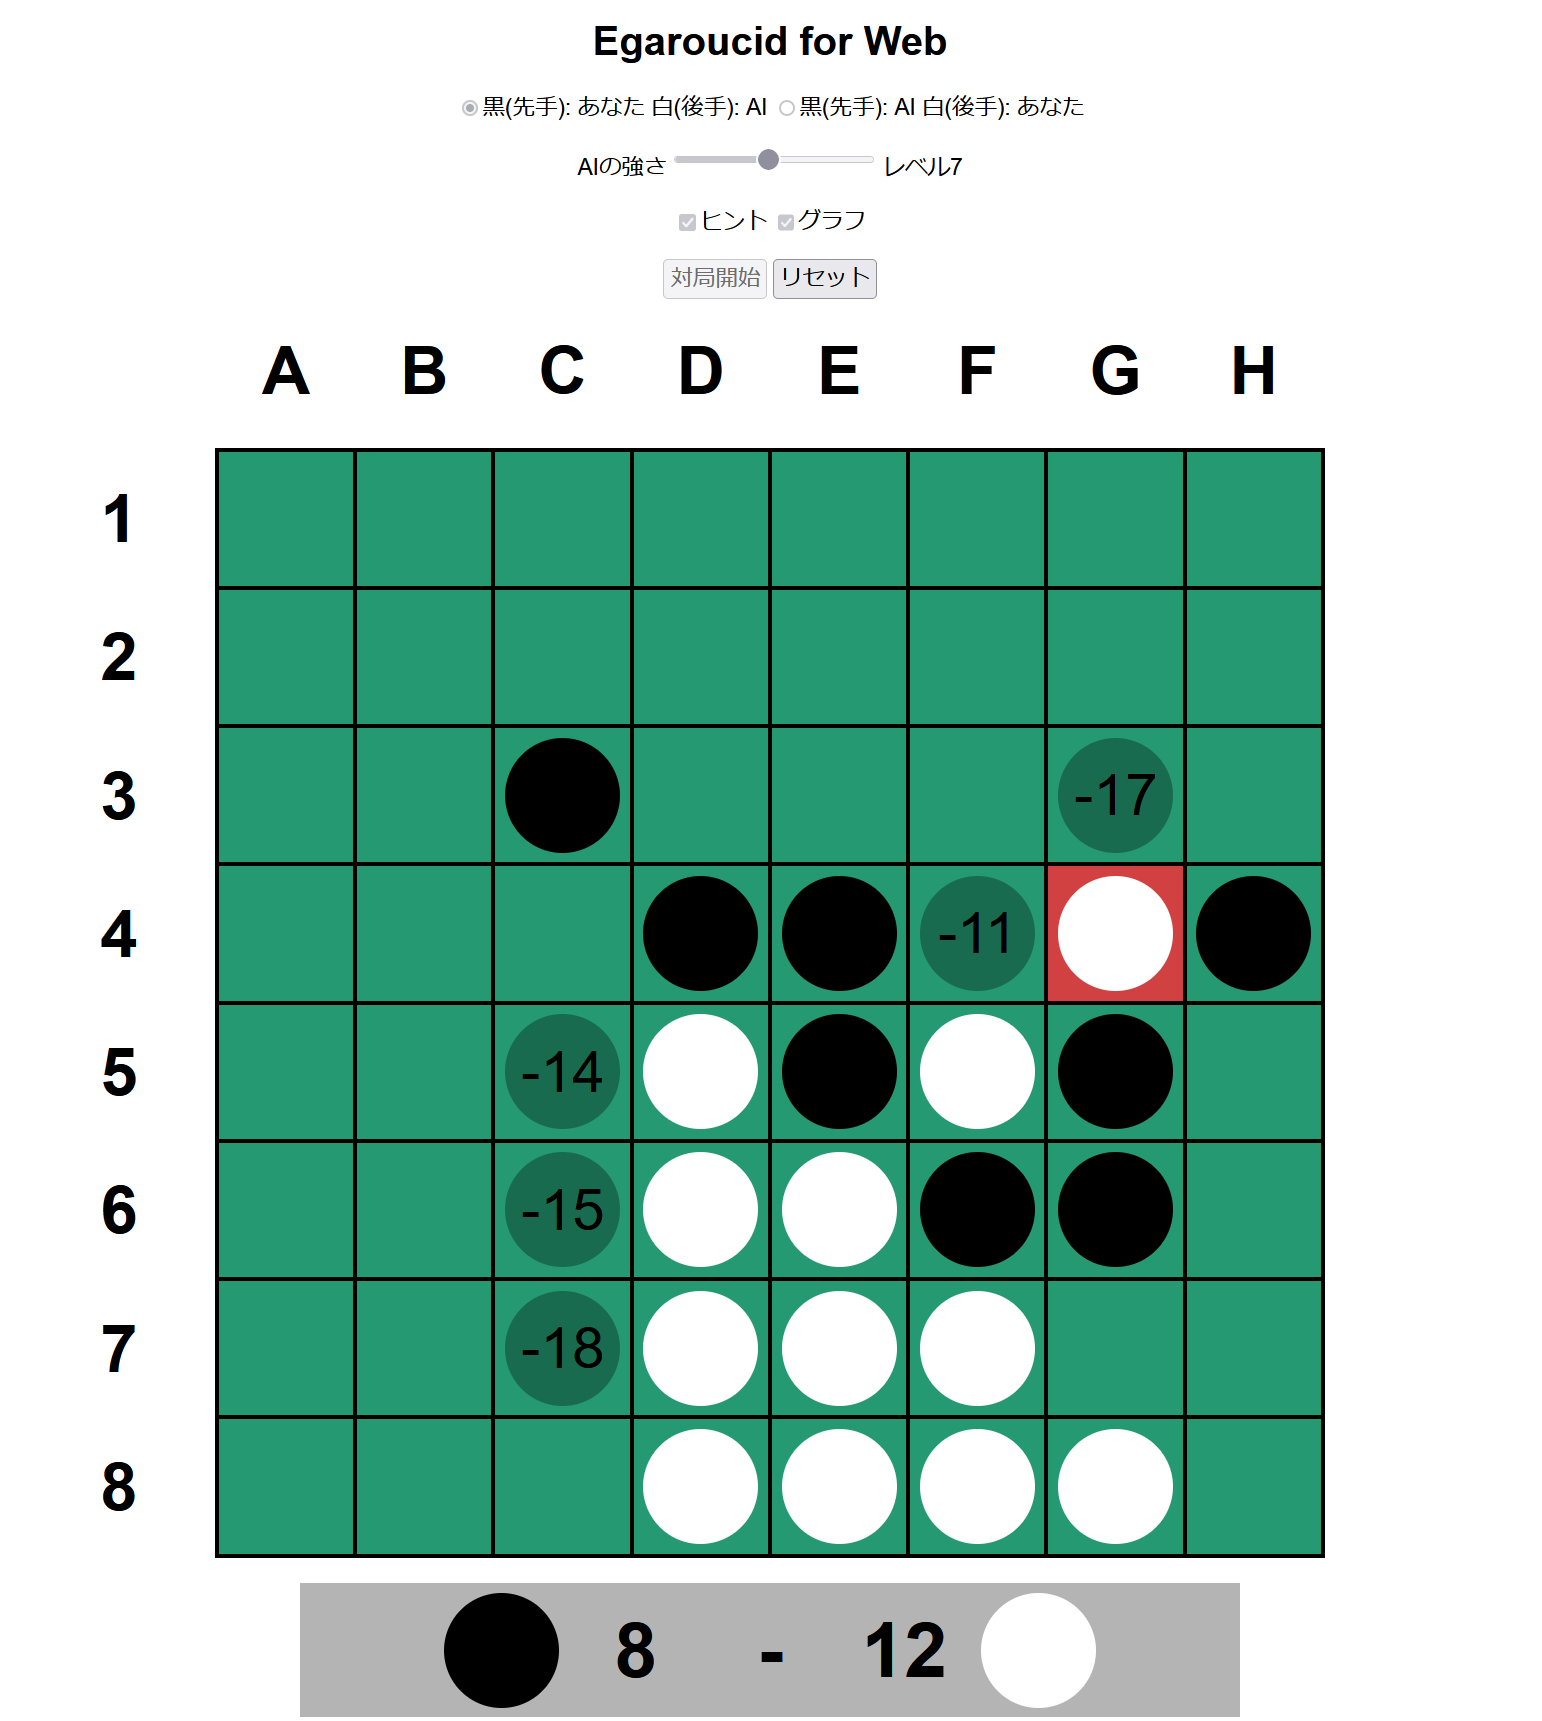 Egaroucid for Web
黒(先手): あなた 白(後手): AI 黒(先手): AI 白(後手): あなた
AIの強さ レベル7
ヒント グラフ
対局開始 リセット
A B C D E F G H
1
2
3 -17
4 -11
5 -14
6 -15
7 -18
8
8 - 12